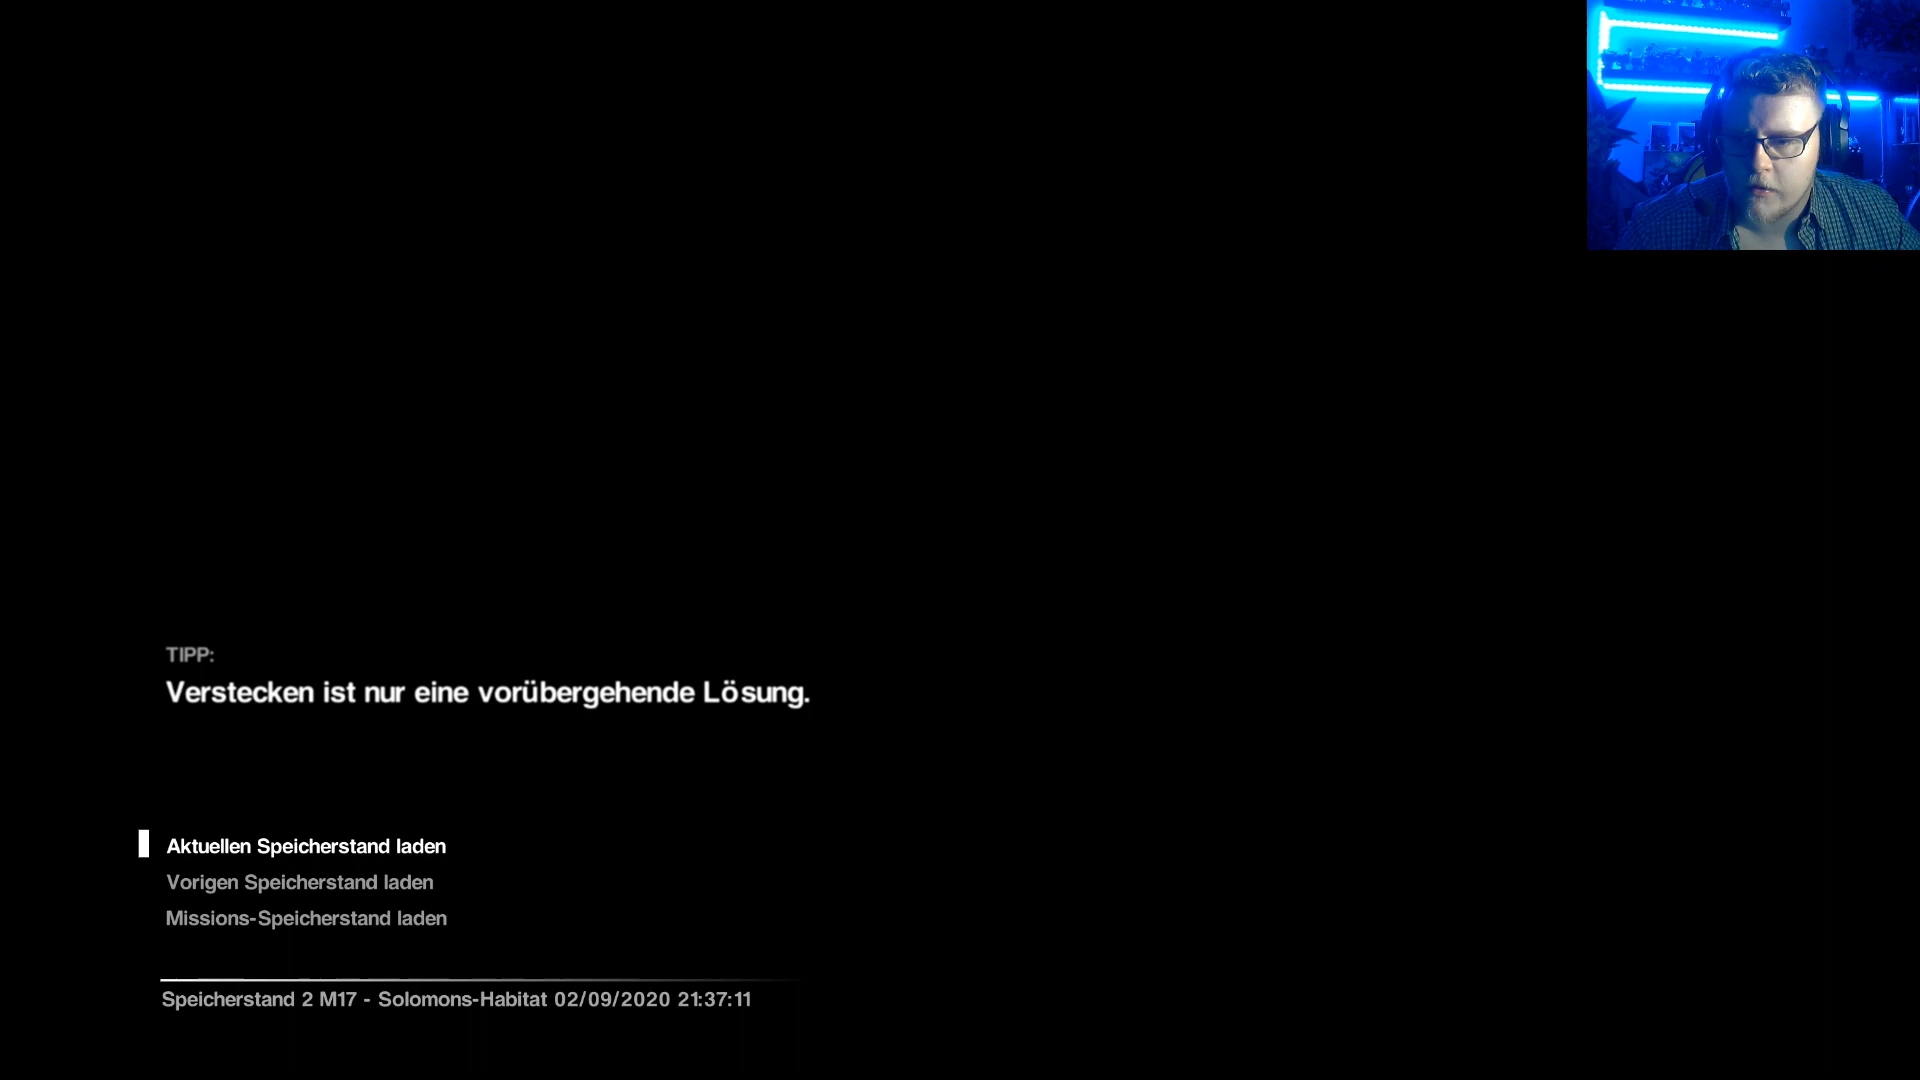 TIPP:
Verstecken ist nur eine vorübergehende Lösung.
Aktuellen Speicherstand laden
Vorigen Speicherstand laden
Missions-Speicherstand laden
Speicherstand 2 M17 - Solomons-Habitat 02/09/2020 21:37:11